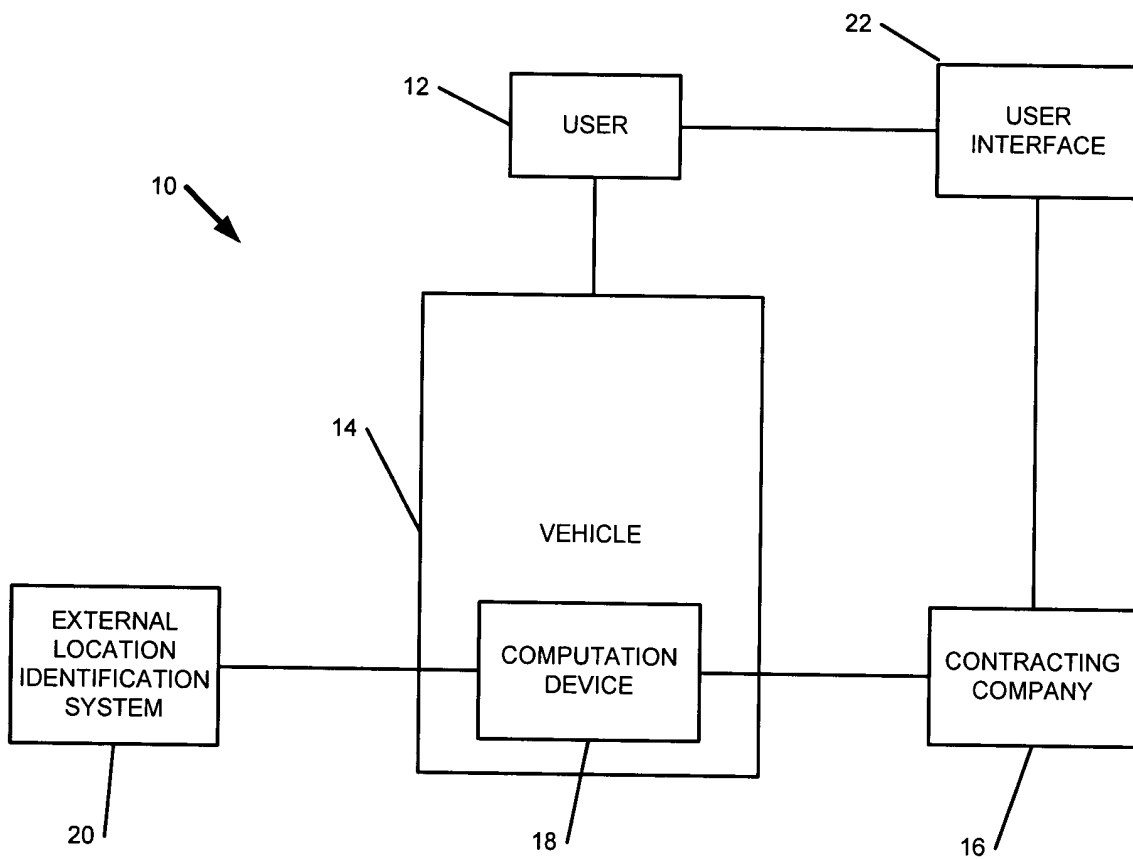 22
12
USER
USER
INTERFACE
10
14
VEHICLE
EXTERNAL
LOCATION
IDENTIFICATION
SYSTEM
COMPUTATION
DEVICE
CONTRACTING
COMPANY
20
18
16